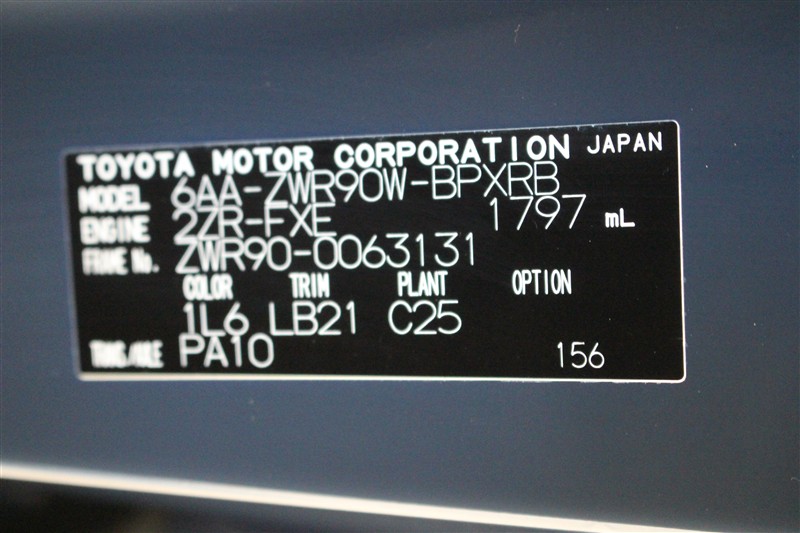 TOYOTA MOTOR CORPORATION JAPAN
MODEL 6AA-ZWR90W-BPXRB
ENGINE 2ZR-FXE 1797 mL
FRAME No. ZWR90-0063131
COLOR TRIM PLANT OPTION
1L6 LB21 C25
TRANS/AXLE PA10 156